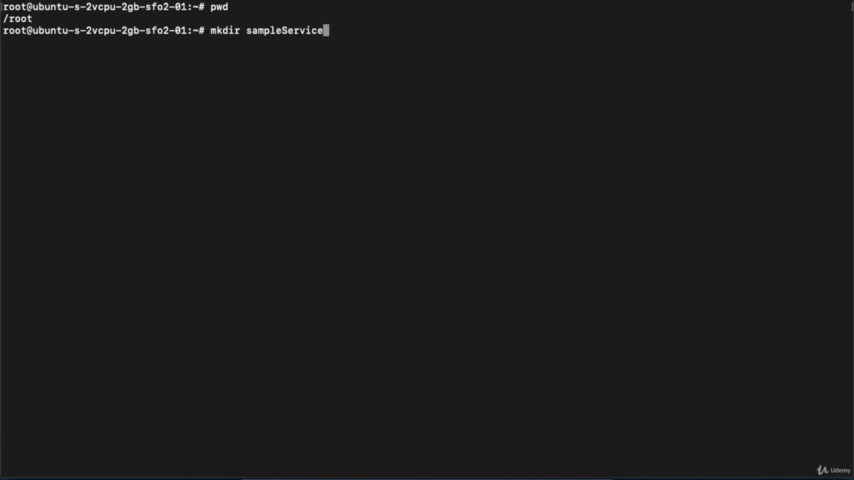 root@ubuntu-s-2vcpu-2gb-sfo2-01:~# pwd
/root
root@ubuntu-s-2vcpu-2gb-sfo2-01:~# mkdir sampleService
Udemy